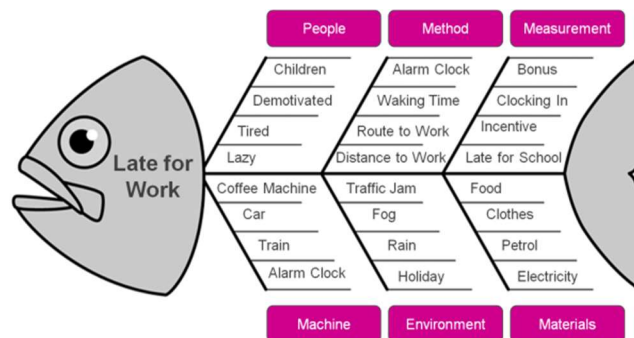 People
Method
Measurement
Children
Alarm Clock
Bonus
Demotivated
Waking Time
Clocking In
Tired
Route to Work
Incentive
Lazy
Distance to Work
Late for School
Late for
Work
Coffee Machine
Traffic Jam
Food
Car
Fog
Clothes
Train
Rain
Petrol
Alarm Clock
Holiday
Electricity
Machine
Environment
Materials